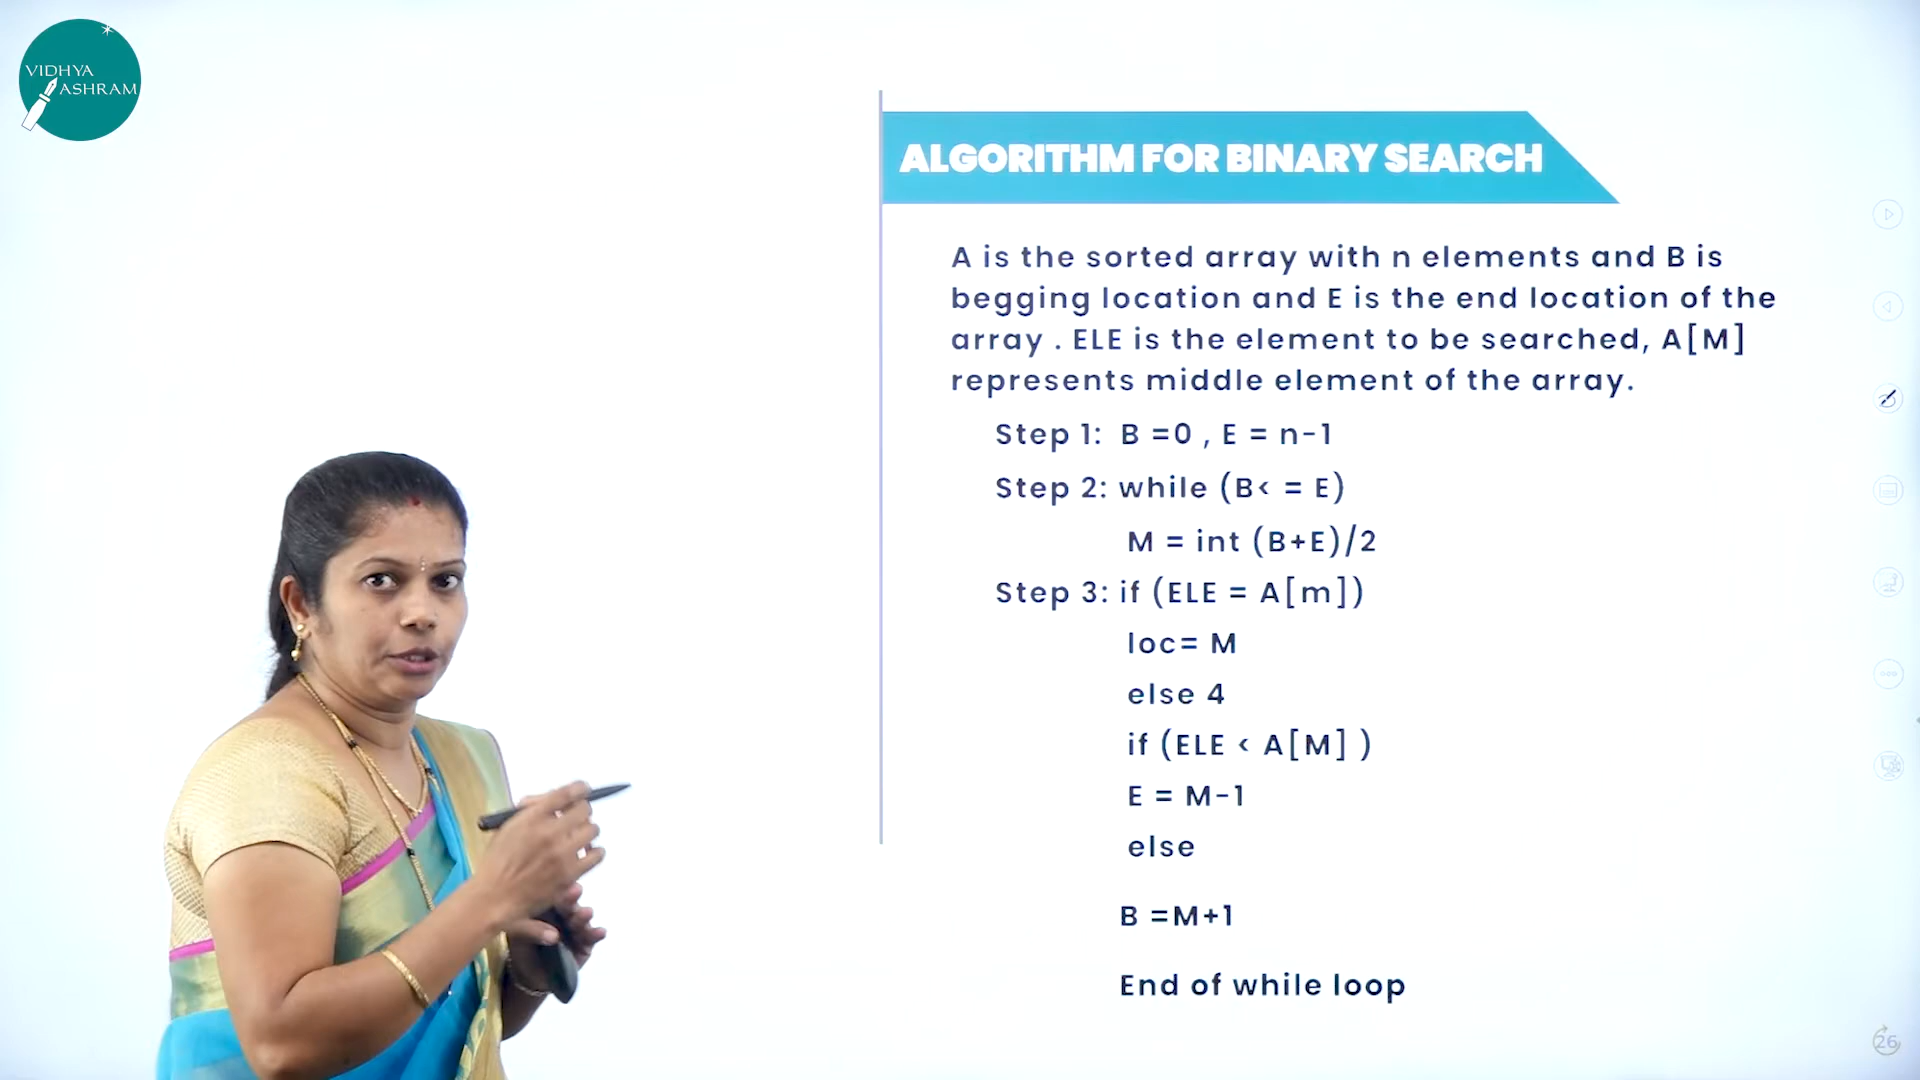 VIDHYA
ASHRAM
ALGORITHM FOR BINARY SEARCH
A is the sorted array with n elements and B is
begging location and E is the end location of the
array . ELE is the element to be searched, A[M]
represents middle element of the array.
Step 1: B =0 , E = n-1
Step 2: while (B< = E)
M = int (B+E)/2
Step 3: if (ELE = A[m])
loc= M
else 4
if (ELE < A[M] )
E = M-1
else
B =M+1
End of while loop
26